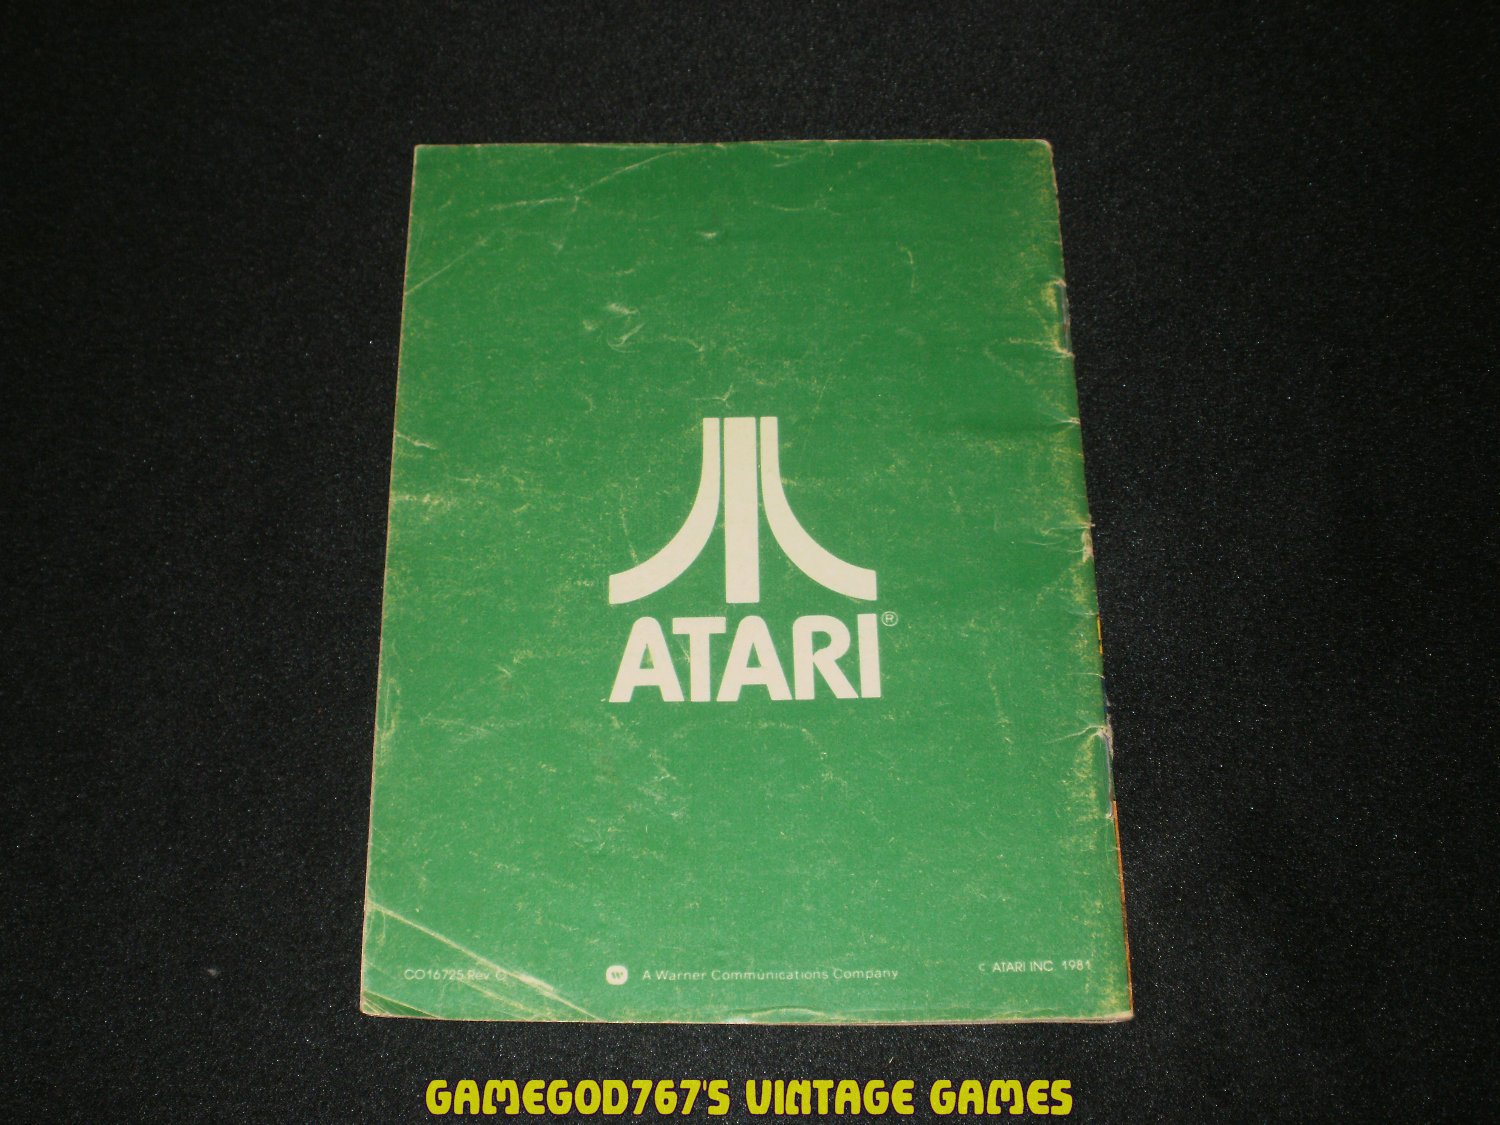 ATARI®
CO16725 Rev. C
W A Warner Communications Company
© ATARI INC. 1981
GAMEGOD767'S VINTAGE GAMES